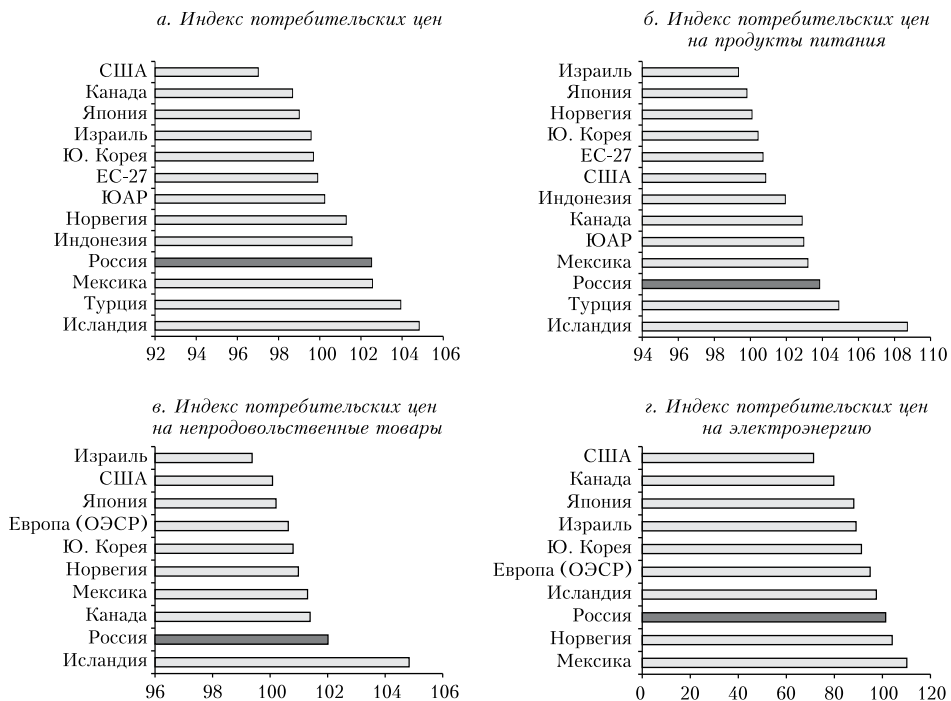 а. Индекс потребительских цен
США
Канада
Япония
Израиль
Ю. Корея
ЕС-27
ЮАР
Норвегия
Индонезия
Россия
Мексика
Турция
Исландия
92 94 96 98 100 102 104 106
б. Индекс потребительских цен
на продукты питания
Израиль
Япония
Норвегия
Ю. Корея
ЕС-27
США
Индонезия
Канада
ЮАР
Мексика
Россия
Турция
Исландия
94 96 98 100 102 104 106 108 110
в. Индекс потребительских цен
на непродовольственные товары
Израиль
США
Япония
Европа (ОЭСР)
Ю. Корея
Норвегия
Мексика
Канада
Россия
Исландия
96 98 100 102 104 106
г. Индекс потребительских цен
на электроэнергию
США
Канада
Япония
Израиль
Ю. Корея
Европа (ОЭСР)
Исландия
Россия
Норвегия
Мексика
0 20 40 60 80 100 120